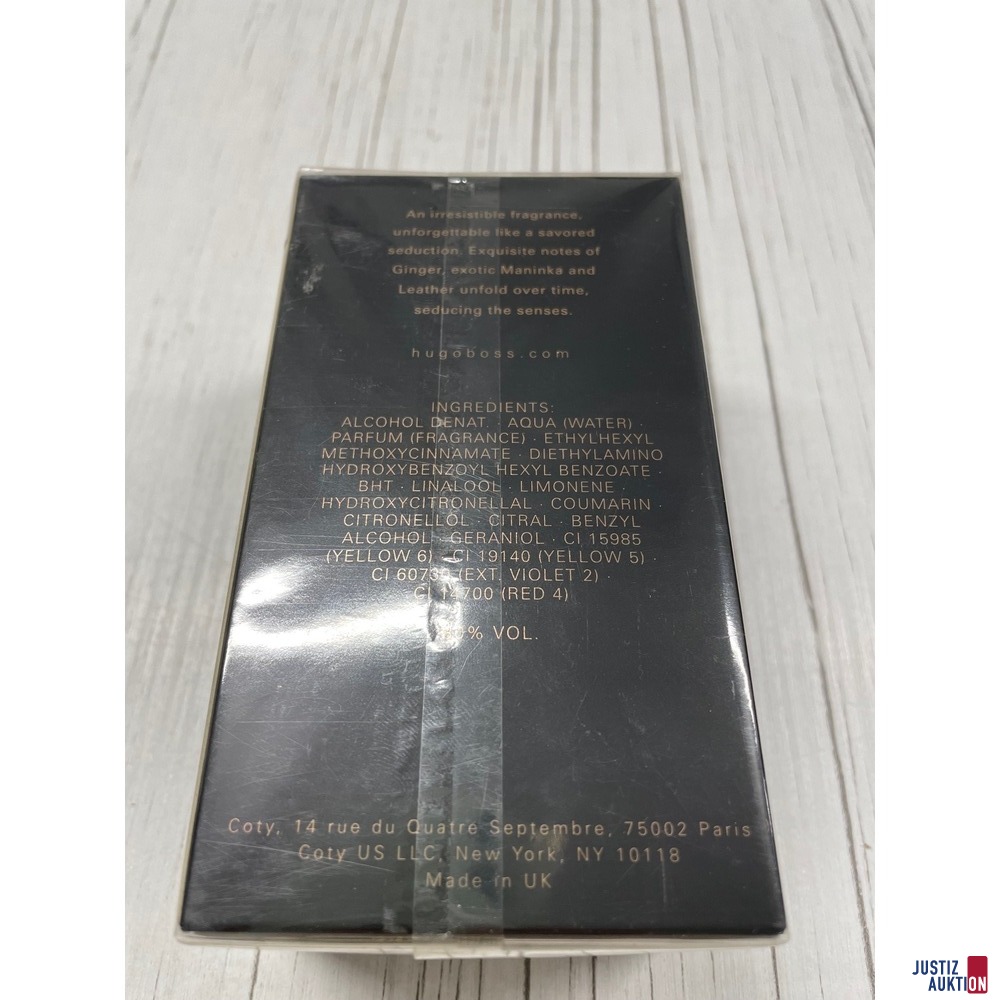 An irresistible fragrance,
unforgettable like a savored
seduction. Exquisite notes of
Ginger, exotic Maninka and
Leather unfold over time,
seducing the senses.
hugoboss.com
INGREDIENTS:
ALCOHOL DENAT. · AQUA (WATER) ·
PARFUM (FRAGRANCE) · ETHYLHEXYL
METHOXYCINNAMATE · DIETHYLAMINO
HYDROXYBENZOYL HEXYL BENZOATE ·
BHT · LINALOOL · LIMONENE ·
HYDROXYCITRONELLAL · COUMARIN ·
CITRONELLOL · CITRAL · BENZYL
ALCOHOL · GERANIOL · CI 15985
(YELLOW 6) · CI 19140 (YELLOW 5) ·
CI 60730 (EXT. VIOLET 2) ·
CI 14700 (RED 4)
% VOL.
Coty, 14 rue du Quatre Septembre, 75002 Paris
Coty US LLC, New York, NY 10118
Made in UK
JUSTIZ
AUKTION